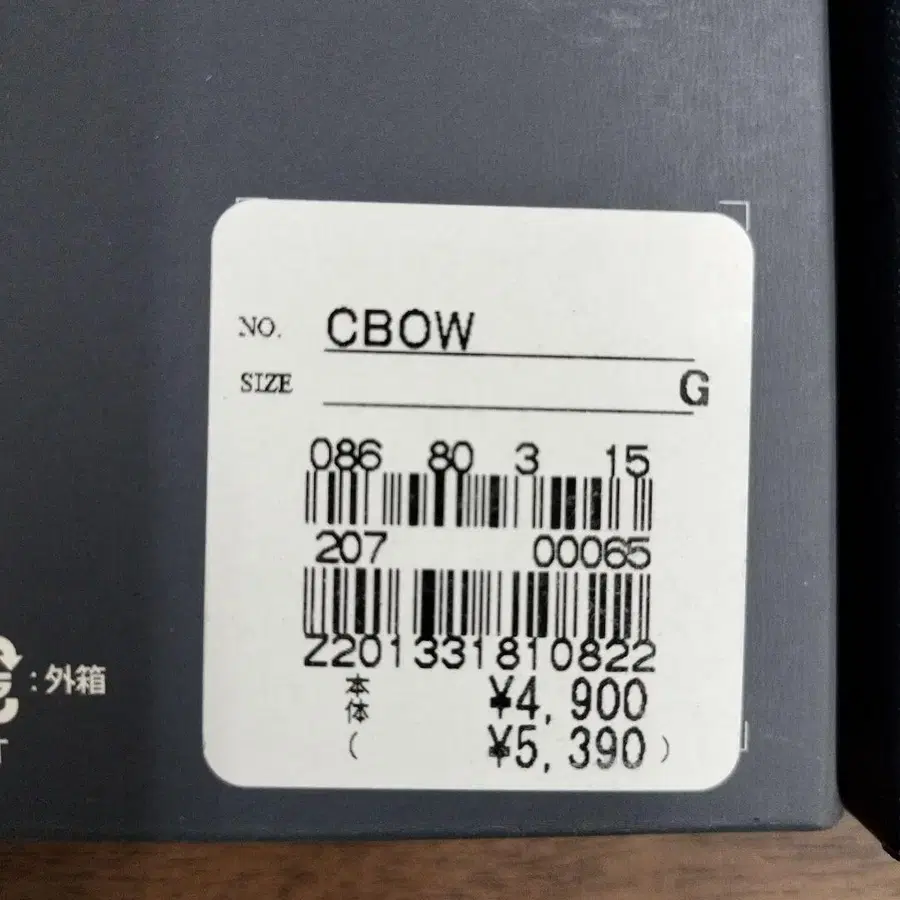 NO. CBOW
SIZE G
086 80 3 15
207 00065
Z201331810822
本体 ¥4,900
( ¥5,390 )
:外箱